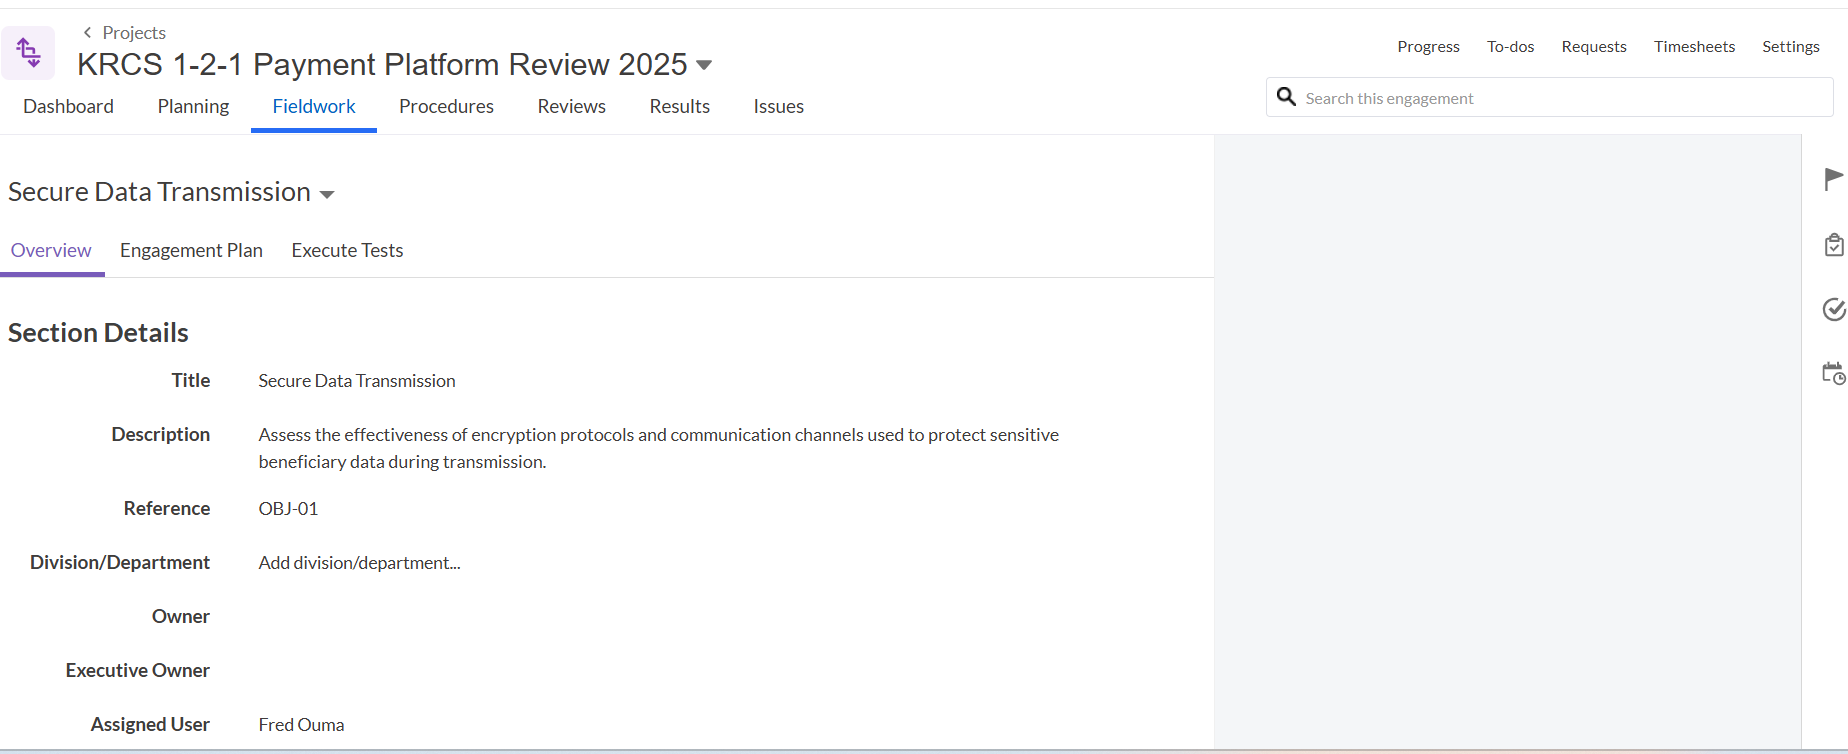 Projects
KRCS 1-2-1 Payment Platform Review 2025
Progress To-dos Requests Timesheets Settings
Dashboard Planning Fieldwork Procedures Reviews Results Issues
Search this engagement
Secure Data Transmission
Overview Engagement Plan Execute Tests
Section Details
Title Secure Data Transmission
Description Assess the effectiveness of encryption protocols and communication channels used to protect sensitive
beneficiary data during transmission.
Reference OBJ-01
Division/Department Add division/department...
Owner
Executive Owner
Assigned User Fred Ouma